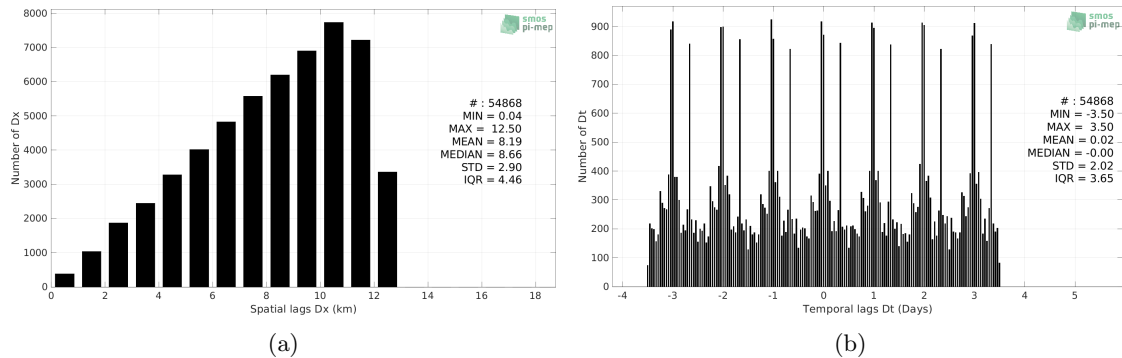 8000
7000
6000
5000
4000
3000
2000
1000
0
Number of Dx
0 2 4 6 8 10 12 14 16 18
Spatial lags Dx (km)
smos
pi-mep
# : 54868
MIN = 0.04
MAX = 12.50
MEAN = 8.19
MEDIAN = 8.66
STD = 2.90
IQR = 4.46
(a)
900
800
700
600
500
400
300
200
100
0
Number of Dt
-4 -3 -2 -1 0 1 2 3 4 5
Temporal lags Dt (Days)
smos
pi-mep
# : 54868
MIN = -3.50
MAX = 3.50
MEAN = 0.02
MEDIAN = -0.00
STD = 2.02
IQR = 3.65
(b)